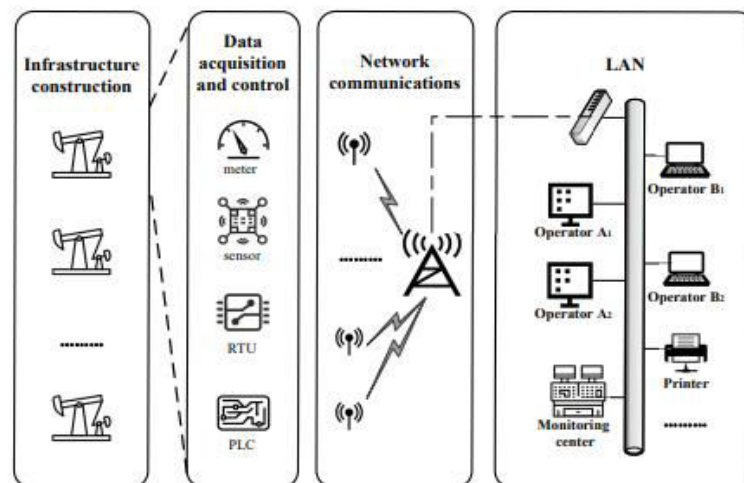 Infrastructure
construction
.........
Data
acquisition
and control
meter
sensor
RTU
PLC
Network
communications
.........
LAN
Operator B1
Operator A1
Operator B2
Operator A2
Printer
Monitoring
center
.........